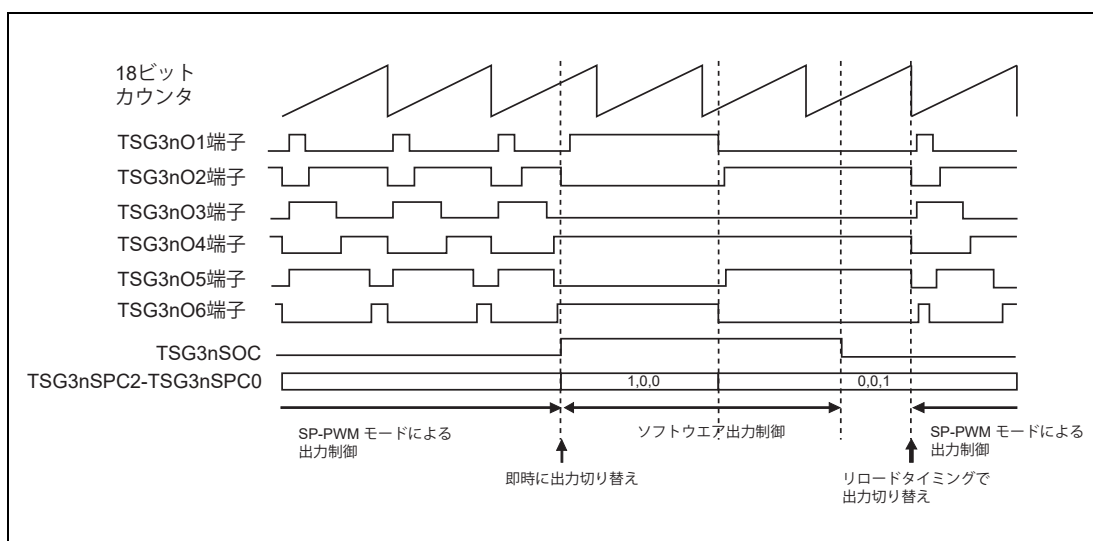 18ビット
カウンタ
TSG3nO1端子
TSG3nO2端子
TSG3nO3端子
TSG3nO4端子
TSG3nO5端子
TSG3nO6端子
TSG3nSOC
TSG3nSPC2-TSG3nSPC0
1,0,0
0,0,1
SP-PWM モードによる
出力制御
ソフトウエア出力制御
SP-PWM モードによる
出力制御
即時に出力切り替え
リロードタイミングで
出力切り替え